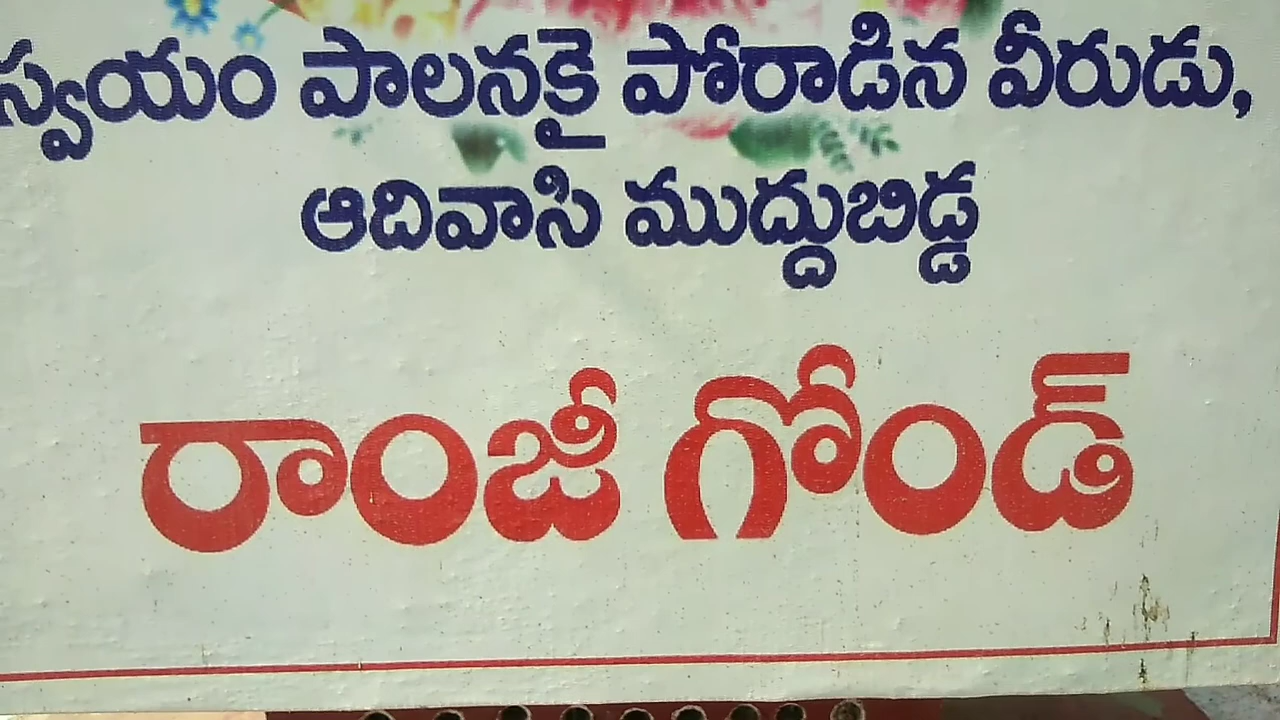 స్వయం పాలనకై పోరాడిన వీరుడు,
ఆదివాసి ముద్దుబిడ్డ
రాంజీ గోండ్